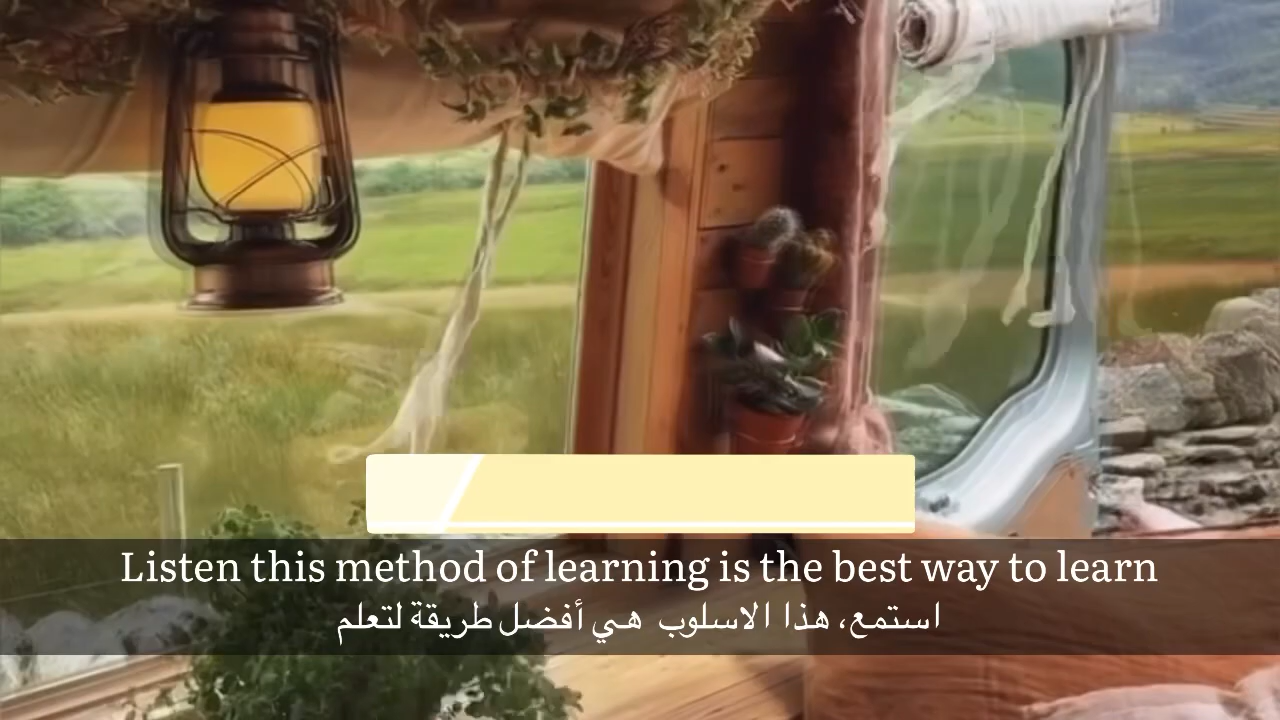 Listen this method of learning is the best way to learn
استمع، هذا الاسلوب هي أفضل طريقة لتعلم